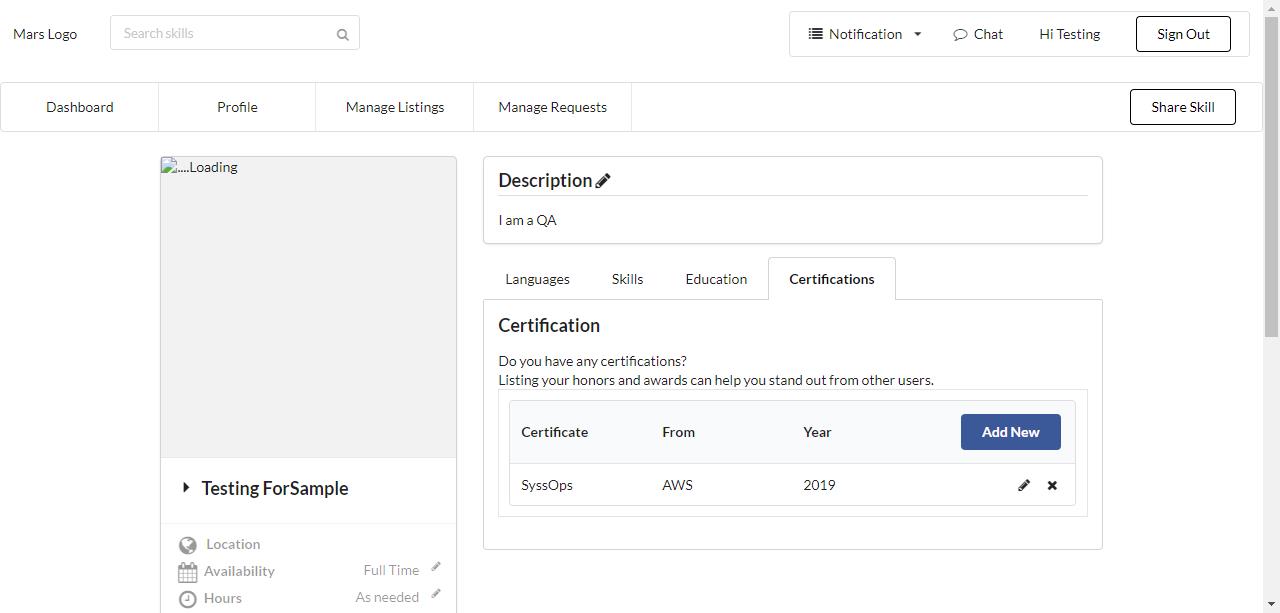 Mars Logo
Search skills
Notification
Chat
Hi Testing
Sign Out
Dashboard
Profile
Manage Listings
Manage Requests
Share Skill
....Loading
Description
I am a QA
Languages
Skills
Education
Certifications
Certification
Do you have any certifications?
Listing your honors and awards can help you stand out from other users.
Certificate From Year Add New
SyssOps AWS 2019
Testing ForSample
Location
Availability Full Time
Hours As needed